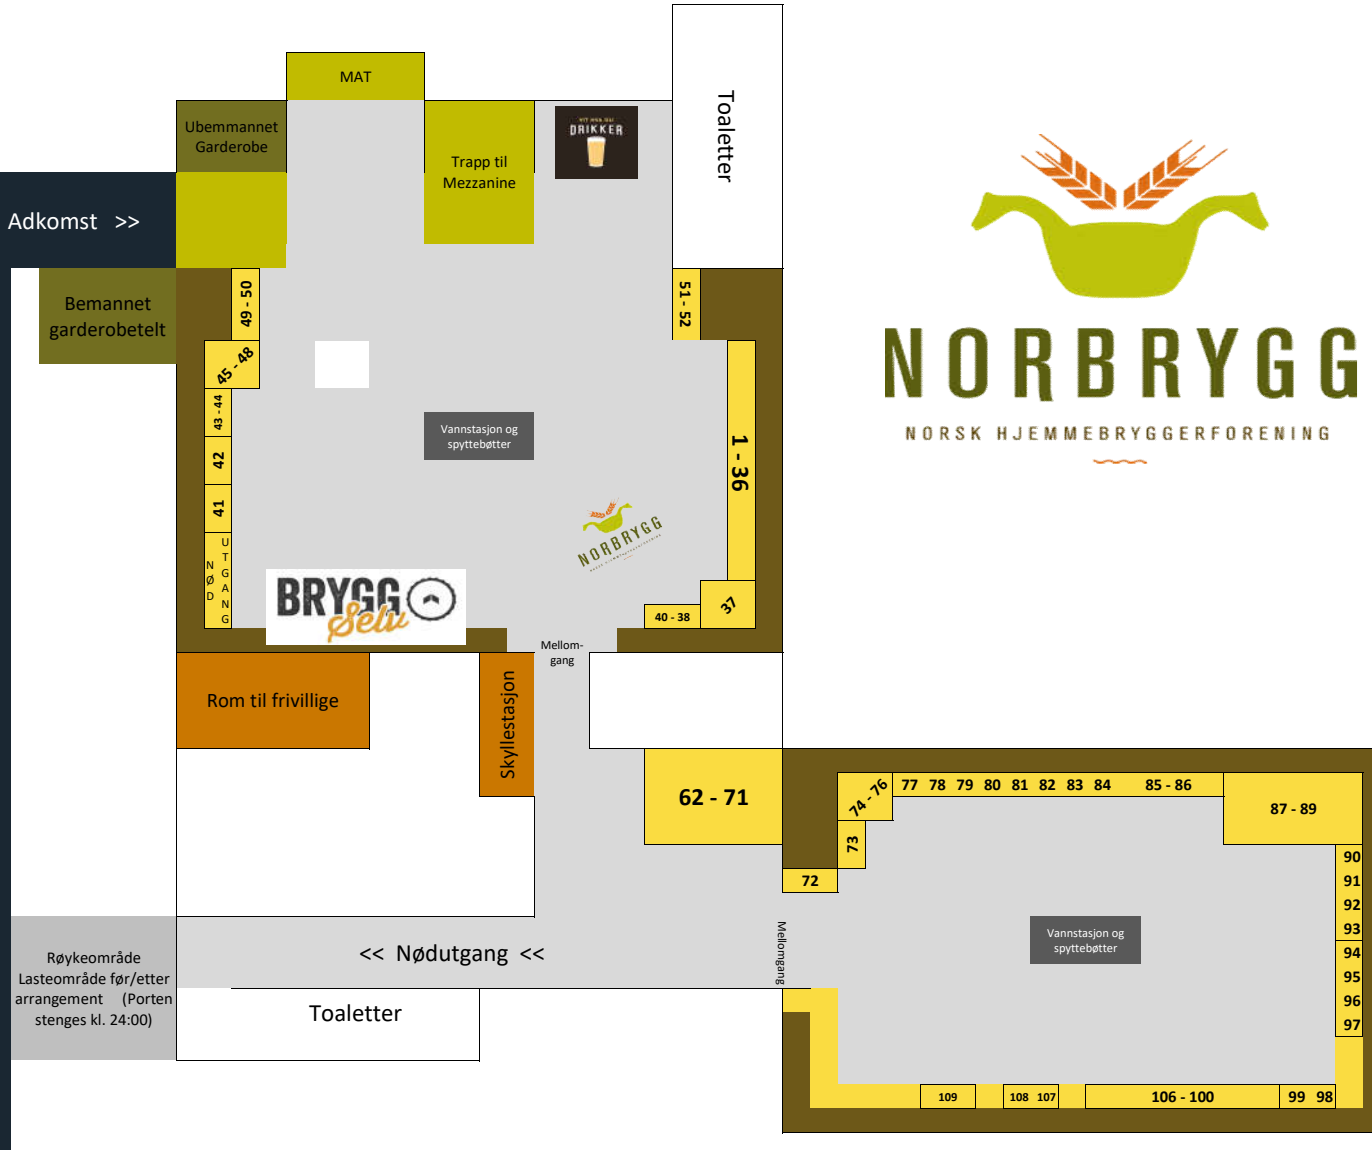 MAT
Ubemmannet
Garderobe
Trapp til
Mezzanine
DRIKKER
Toaletter
Adkomst >>
Bemannet
garderobetelt
49 - 50
51 - 52
45 - 48
43 - 44
42
41
NØD
UTGANG
Vannstasjon og
spyttebøtter
1 - 36
NORBRYGG
NORSK HJEMMEBRYGGERFORENING
NORBRYGG
BRYGG
Selv
40 - 38
37
Mellom-
gang
Rom til frivillige
Skyllestasjon
62 - 71
72
73
74 - 76
77 78 79 80 81 82 83 84 85 - 86
87 - 89
90
91
92
93
94
95
96
97
Vannstasjon og
spyttebøtter
Mellomgang
<< Nødutgang <<
Røykeområde
Lasteområde før/etter
arrangement (Porten
stenges kl. 24:00)
Toaletter
109
108 107
106 - 100
99 98